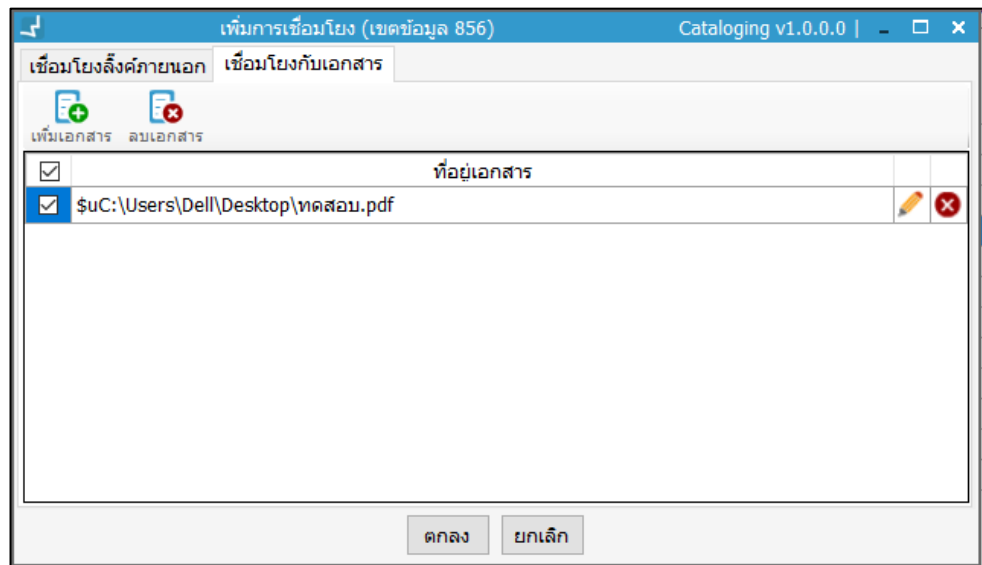 เพิ่มการเชื่อมโยง (เขตข้อมูล 856) Cataloging v1.0.0.0 |
เชื่อมโยงลิ้งค์ภายนอก เชื่อมโยงกับเอกสาร
เพิ่มเอกสาร ลบเอกสาร
ที่อยู่เอกสาร
$uC:\Users\Dell\Desktop\ทดสอบ.pdf
ตกลง ยกเลิก